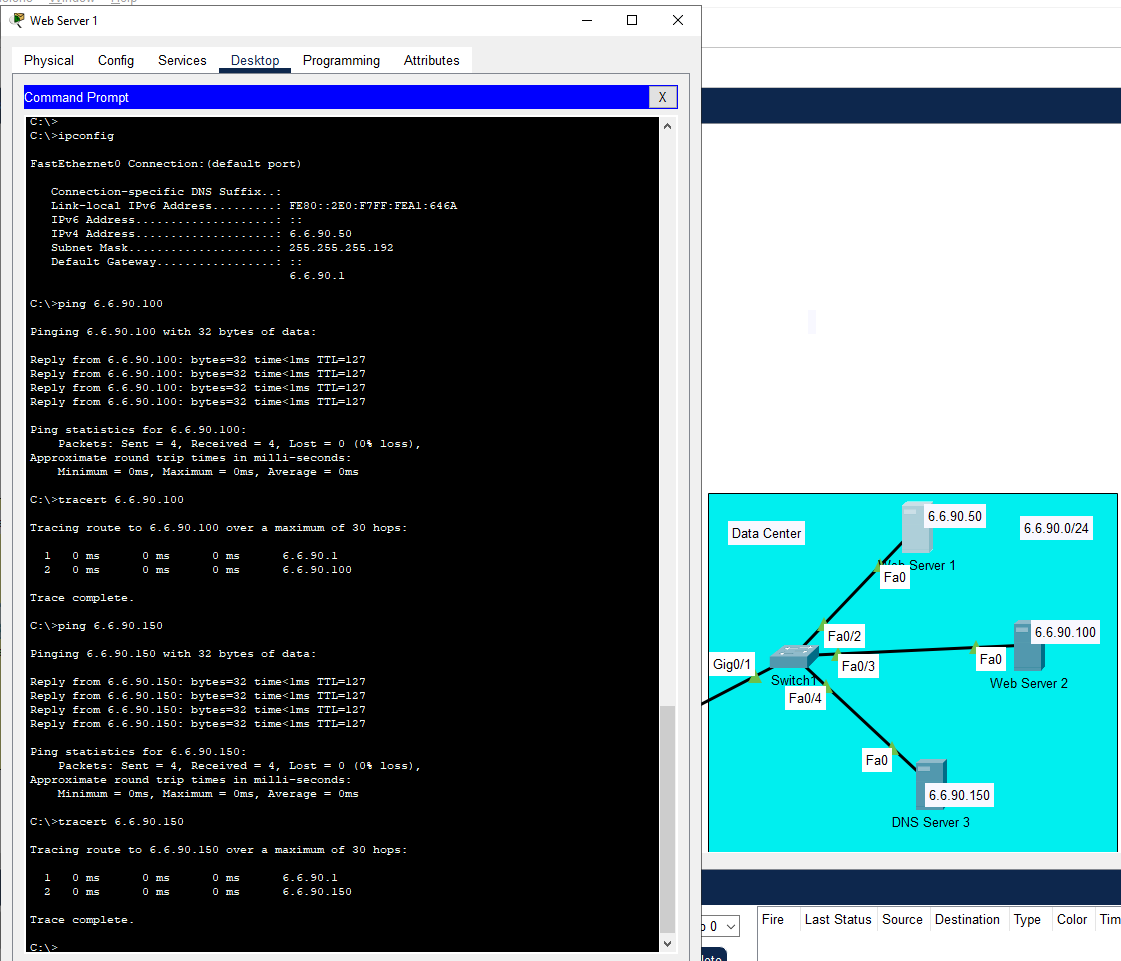 Web Server 1
Physical Config Services Desktop Programming Attributes
Command Prompt X
C:\>
C:\>ipconfig
FastEthernet0 Connection:(default port)
Connection-specific DNS Suffix..:
Link-local IPv6 Address.........: FE80::2E0:F7FF:FEA1:646A
IPv6 Address....................: ::
IPv4 Address....................: 6.6.90.50
Subnet Mask.....................: 255.255.255.192
Default Gateway.................: ::
6.6.90.1
C:\>ping 6.6.90.100
Pinging 6.6.90.100 with 32 bytes of data:
Reply from 6.6.90.100: bytes=32 time<1ms TTL=127
Reply from 6.6.90.100: bytes=32 time<1ms TTL=127
Reply from 6.6.90.100: bytes=32 time<1ms TTL=127
Reply from 6.6.90.100: bytes=32 time<1ms TTL=127
Ping statistics for 6.6.90.100:
Packets: Sent = 4, Received = 4, Lost = 0 (0% loss),
Approximate round trip times in milli-seconds:
Minimum = 0ms, Maximum = 0ms, Average = 0ms
C:\>tracert 6.6.90.100
Tracing route to 6.6.90.100 over a maximum of 30 hops:
1 0 ms 0 ms 0 ms 6.6.90.1
2 0 ms 0 ms 0 ms 6.6.90.100
Trace complete.
C:\>ping 6.6.90.150
Pinging 6.6.90.150 with 32 bytes of data:
Reply from 6.6.90.150: bytes=32 time<1ms TTL=127
Reply from 6.6.90.150: bytes=32 time<1ms TTL=127
Reply from 6.6.90.150: bytes=32 time<1ms TTL=127
Reply from 6.6.90.150: bytes=32 time<1ms TTL=127
Ping statistics for 6.6.90.150:
Packets: Sent = 4, Received = 4, Lost = 0 (0% loss),
Approximate round trip times in milli-seconds:
Minimum = 0ms, Maximum = 0ms, Average = 0ms
C:\>tracert 6.6.90.150
Tracing route to 6.6.90.150 over a maximum of 30 hops:
1 0 ms 0 ms 0 ms 6.6.90.1
2 0 ms 0 ms 0 ms 6.6.90.150
Trace complete.
C:\>
6.6.90.50
6.6.90.0/24
Data Center
Web Server 1
Fa0
Fa0/2
6.6.90.100
Fa0
Gig0/1
Fa0/3
Switch1
Web Server 2
Fa0/4
Fa0
6.6.90.150
DNS Server 3
0
Fire Last Status Source Destination Type Color Tim